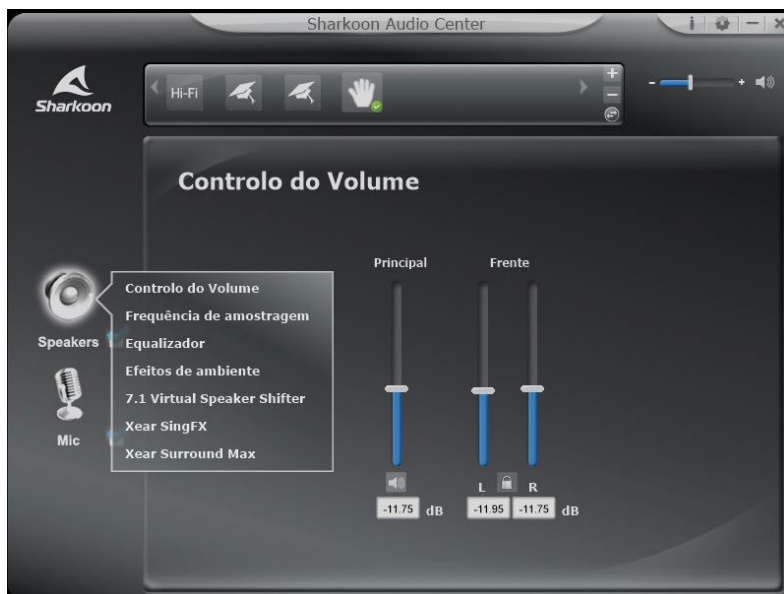 Sharkoon Audio Center
Sharkoon
Hi-Fi
Controlo do Volume
Principal
Frente
Speakers
Mic
Controlo do Volume
Frequência de amostragem
Equalizador
Efeitos de ambiente
7.1 Virtual Speaker Shifter
Xear SingFX
Xear Surround Max
L
R
-11.75 dB
-11.95
-11.75 dB